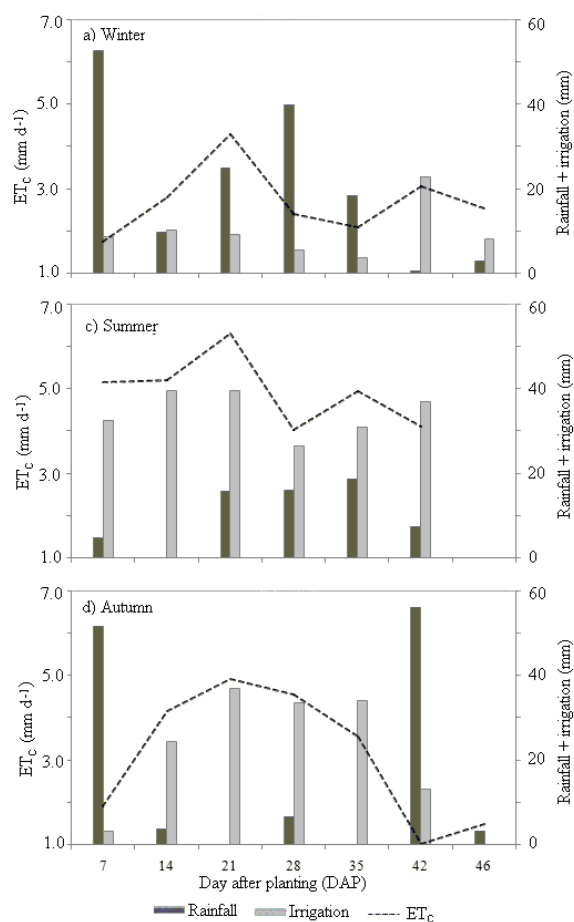 a) Winter
7.0
5.0
3.0
1.0
ETC (mm d-1)
60
40
20
0
Rainfall + irrigation (mm)
c) Summer
7.0
5.0
3.0
1.0
ETC (mm d-1)
60
40
20
0
Rainfall + irrigation (mm)
d) Autumn
7.0
5.0
3.0
1.0
ETC (mm d-1)
60
40
20
0
Rainfall + irrigation (mm)
7 14 21 28 35 42 46
Day after planting (DAP)
Rainfall Irrigation ETC